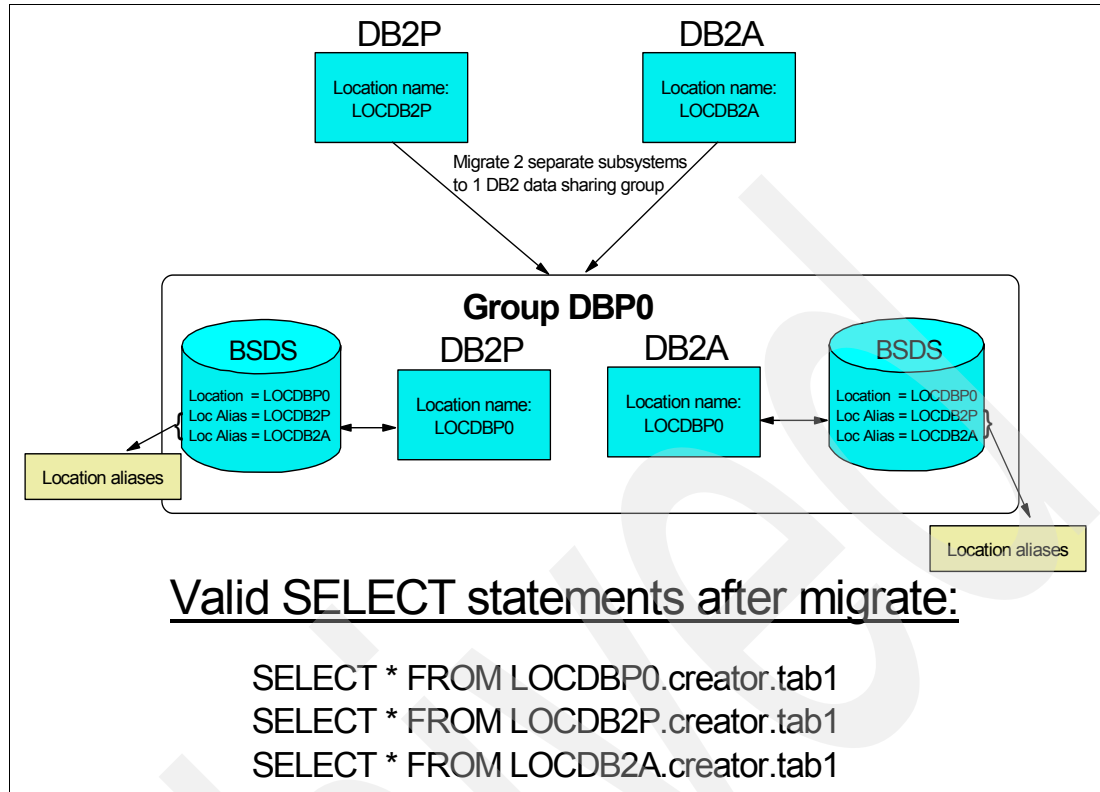 DB2P
DB2A
Location name:
LOCDB2P
Location name:
LOCDB2A
Migrate 2 separate subsystems
to 1 DB2 data sharing group
Group DBP0
BSDS
Location = LOCDBP0
Loc Alias = LOCDB2P
Loc Alias = LOCDB2A
DB2P
Location name:
LOCDBP0
DB2A
Location name:
LOCDBP0
BSDS
Location = LOCDBP0
Loc Alias = LOCDB2P
Loc Alias = LOCDB2A
Location aliases
Location aliases
Valid SELECT statements after migrate:
SELECT * FROM LOCDBP0.creator.tab1
SELECT * FROM LOCDB2P.creator.tab1
SELECT * FROM LOCDB2A.creator.tab1